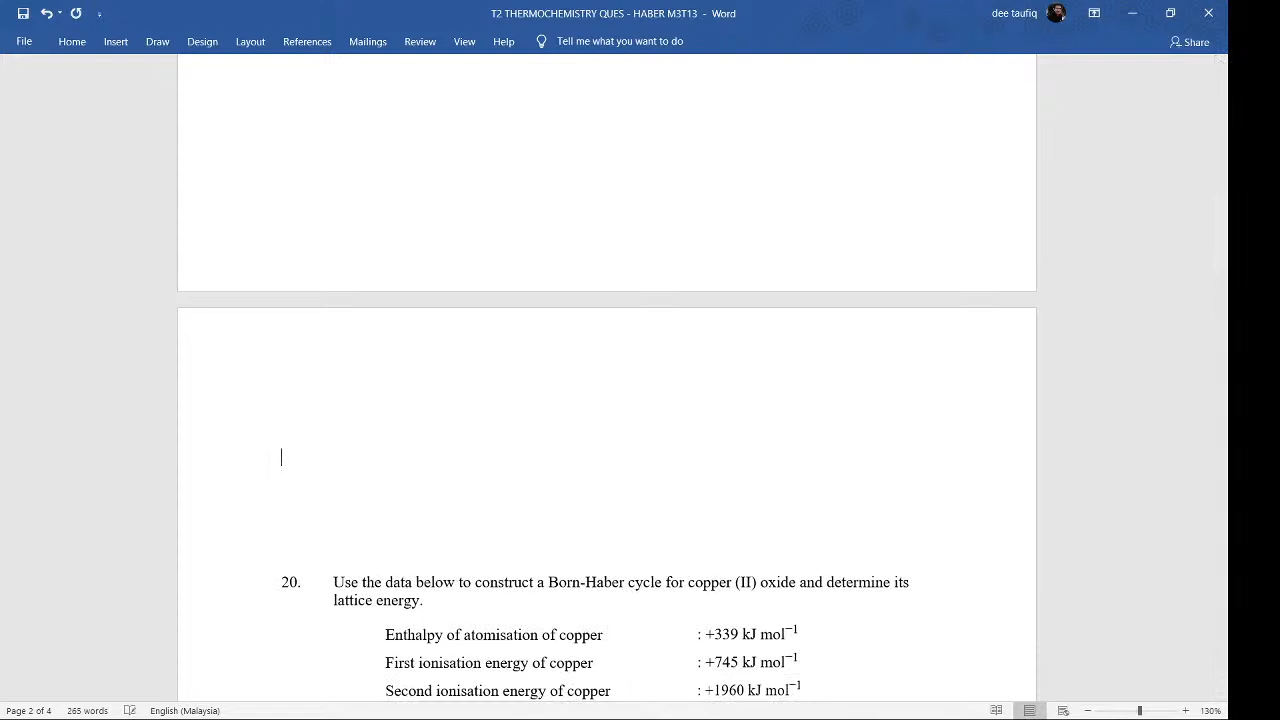 T2 THERMOCHEMISTRY QUES - HABER M3T13 - Word
dee taufiq
File Home Insert Draw Design Layout References Mailings Review View Help Tell me what you want to do Share
20. Use the data below to construct a Born-Haber cycle for copper (II) oxide and determine its
lattice energy.
Enthalpy of atomisation of copper : +339 kJ mol⁻¹
First ionisation energy of copper : +745 kJ mol⁻¹
Second ionisation energy of copper : +1960 kJ mol⁻¹
Page 2 of 4 265 words English (Malaysia) 130%